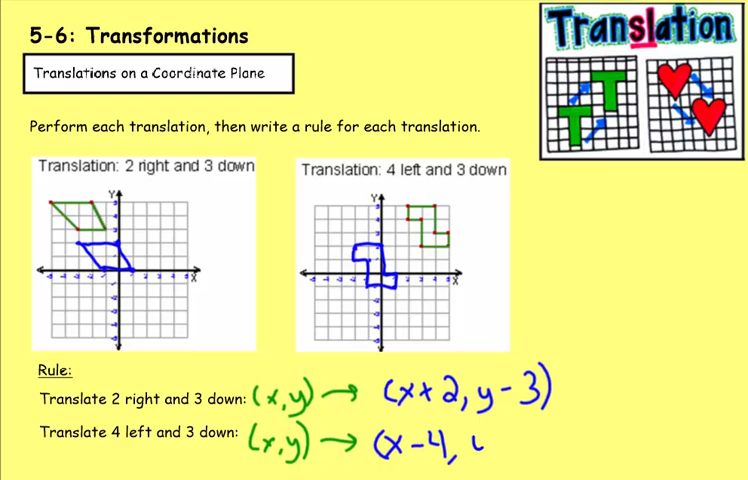 5-6: Transformations
Translation
Translations on a Coordinate Plane
Perform each translation, then write a rule for each translation.
Translation: 2 right and 3 down
Translation: 4 left and 3 down
Y
X
Y
X
Rule:
Translate 2 right and 3 down: (x,y) → (x+2, y-3)
Translate 4 left and 3 down: (x,y) → (x-4,